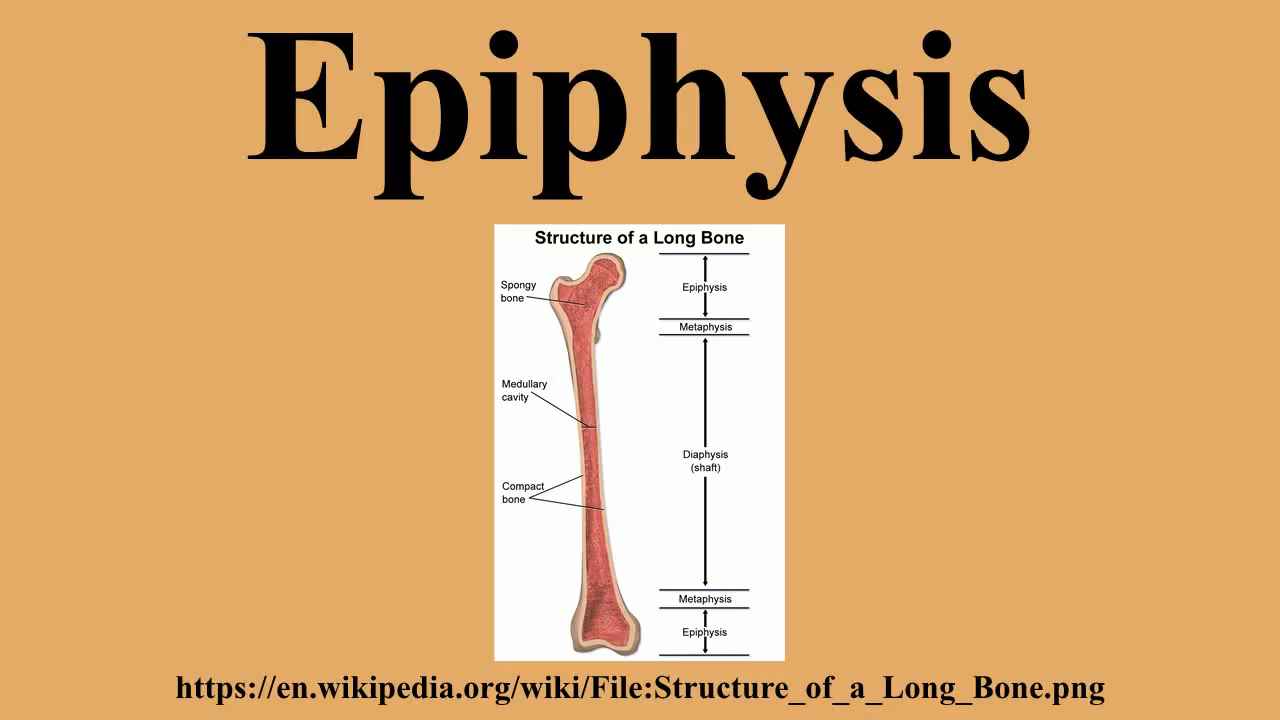 Epiphysis
Structure of a Long Bone
Spongy
bone
Epiphysis
Metaphysis
Medullary
cavity
Diaphysis
(shaft)
Compact
bone
Metaphysis
Epiphysis
https://en.wikipedia.org/wiki/File:Structure_of_a_Long_Bone.png